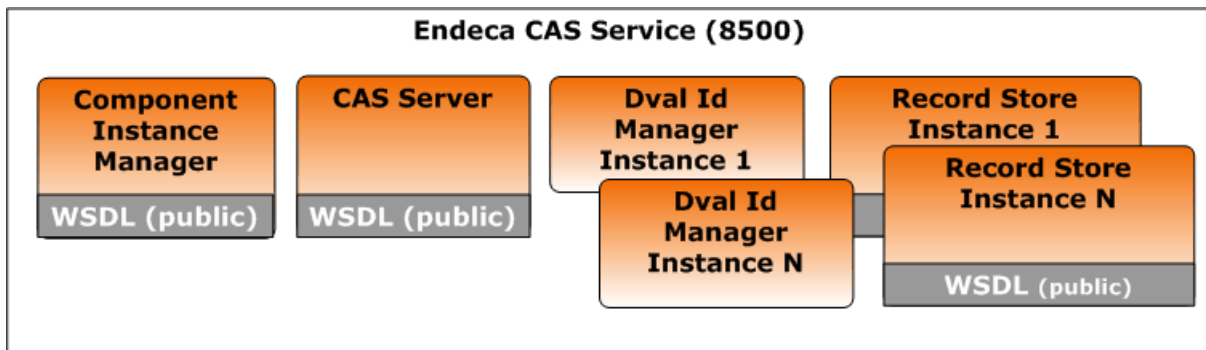 Endeca CAS Service (8500)
Component
Instance
Manager
WSDL (public)
CAS Server
WSDL (public)
Dval Id
Manager
Instance 1
Dval Id
Manager
Instance N
Record Store
Instance 1
Record Store
Instance N
WSDL (public)